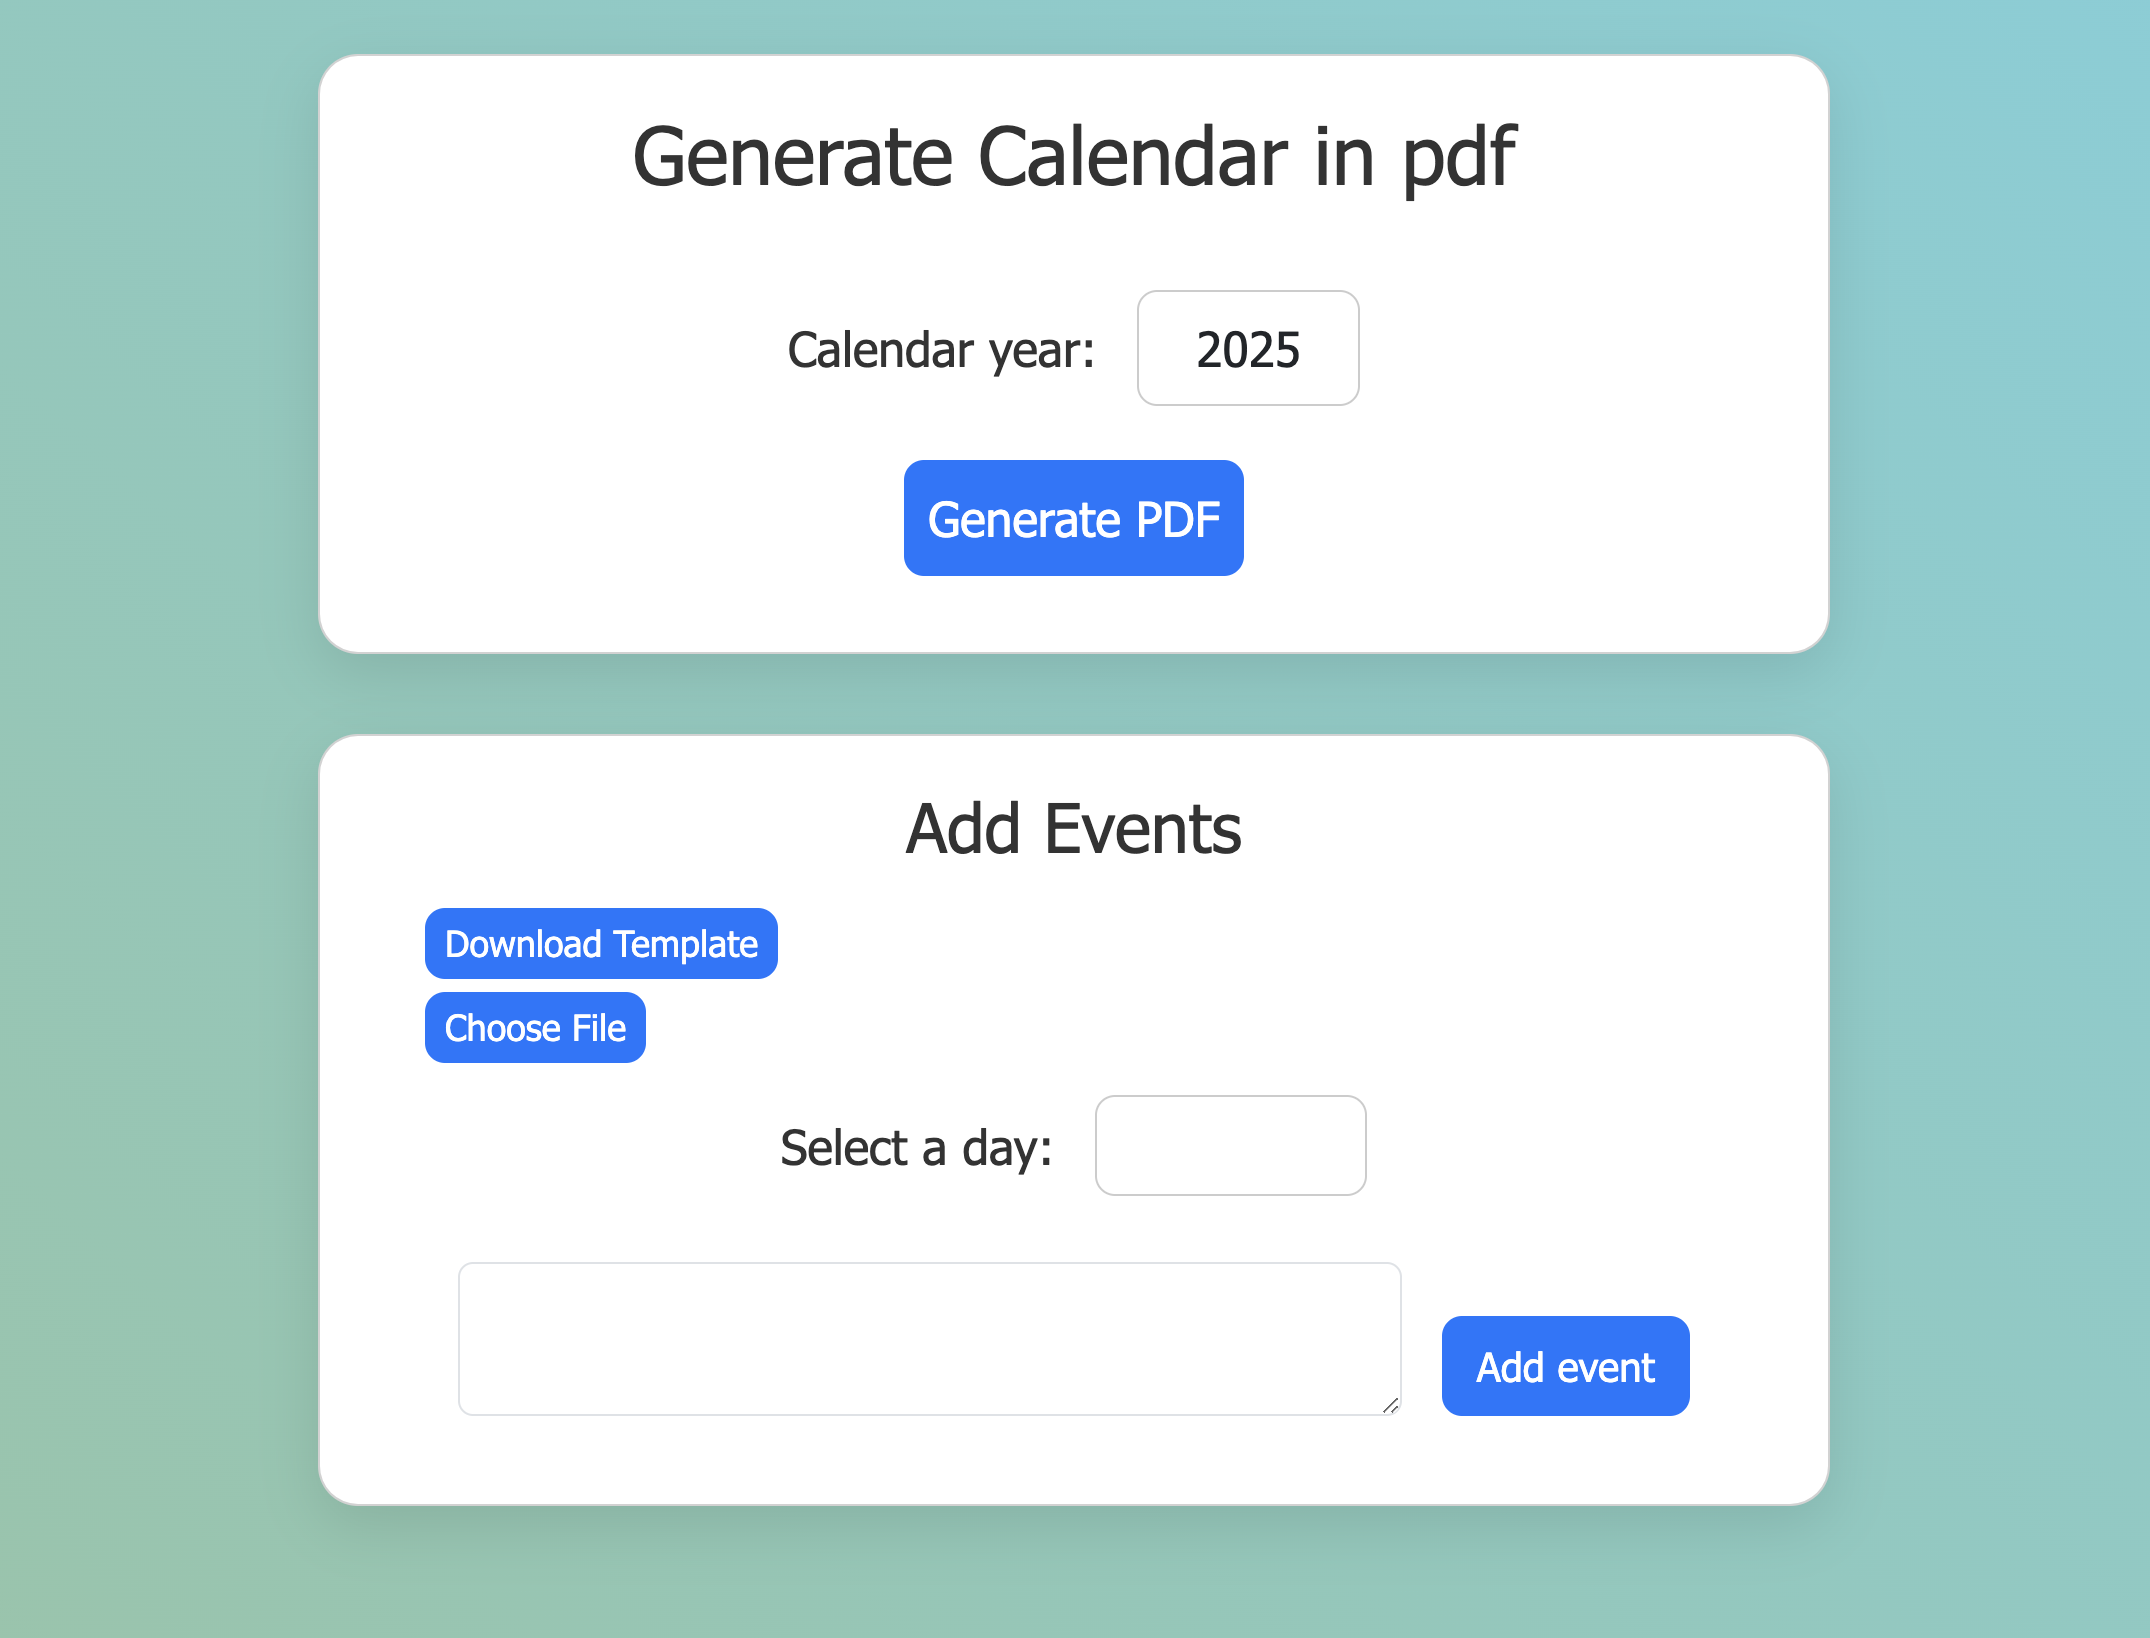 Generate Calendar in pdf
Calendar year: 2025
Generate PDF
Add Events
Download Template
Choose File
Select a day:
Add event